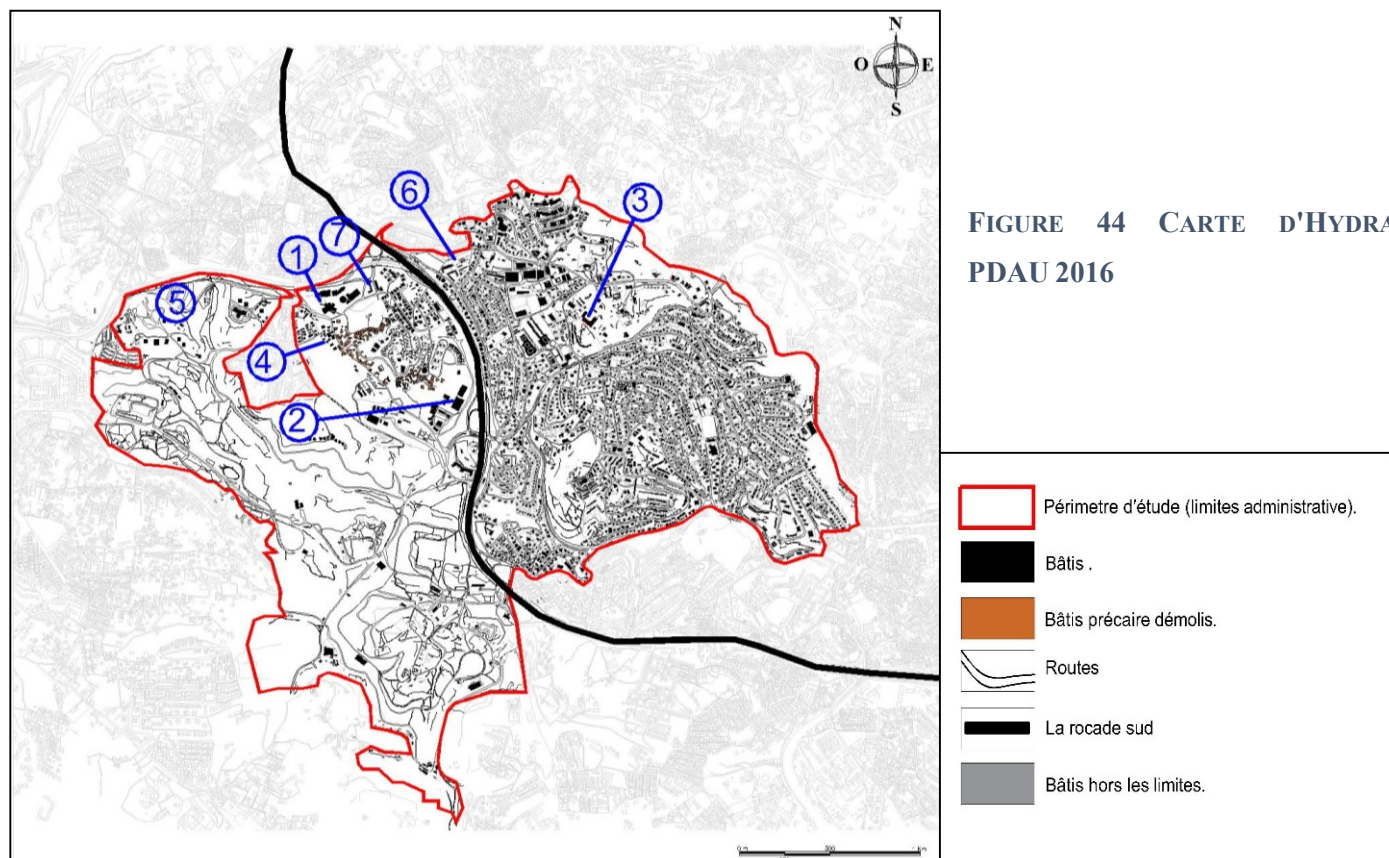 N
O E
S
6
3
7
1
5
4
2
FIGURE 44 CARTE D'HYDRA
PDAU 2016
Périmetre d'étude (limites administrative).
Bâtis .
Bâtis précaire démolis.
Routes
La rocade sud
Bâtis hors les limites.